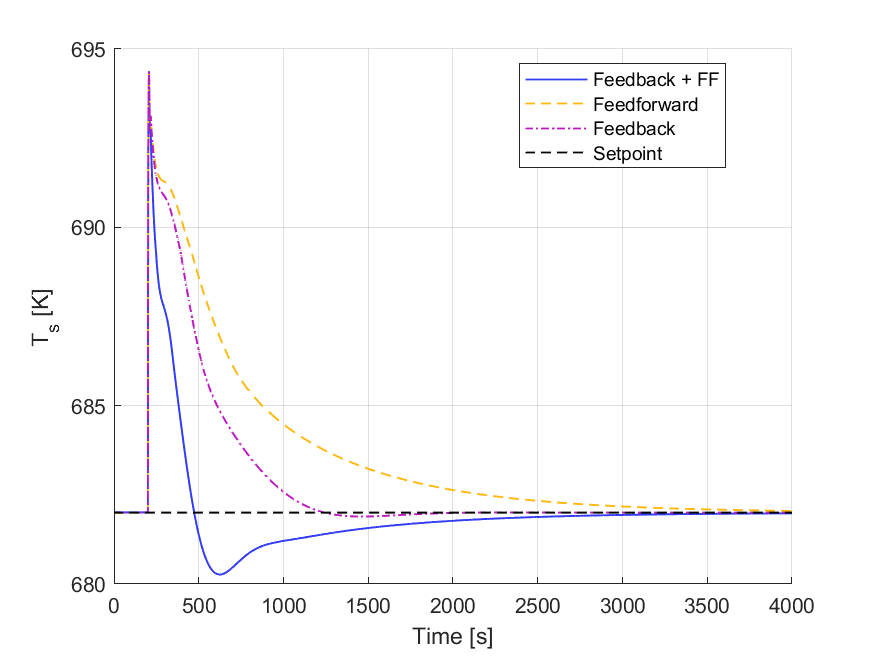 695
690
685
680
T_s [K]
0 500 1000 1500 2000 2500 3000 3500 4000
Time [s]
Feedback + FF
Feedforward
Feedback
Setpoint